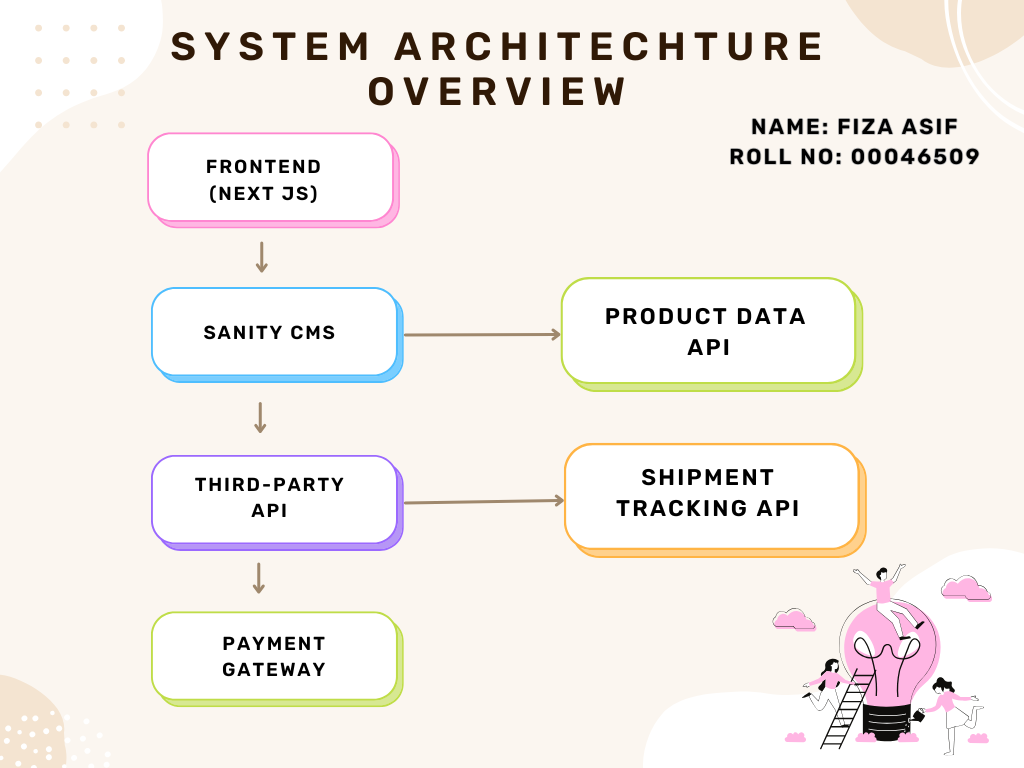 SYSTEM ARCHITECHTURE
OVERVIEW
NAME: FIZA ASIF
ROLL NO: 00046509
FRONTEND
(NEXT JS)
SANITY CMS
PRODUCT DATA
API
THIRD-PARTY
API
SHIPMENT
TRACKING API
PAYMENT
GATEWAY